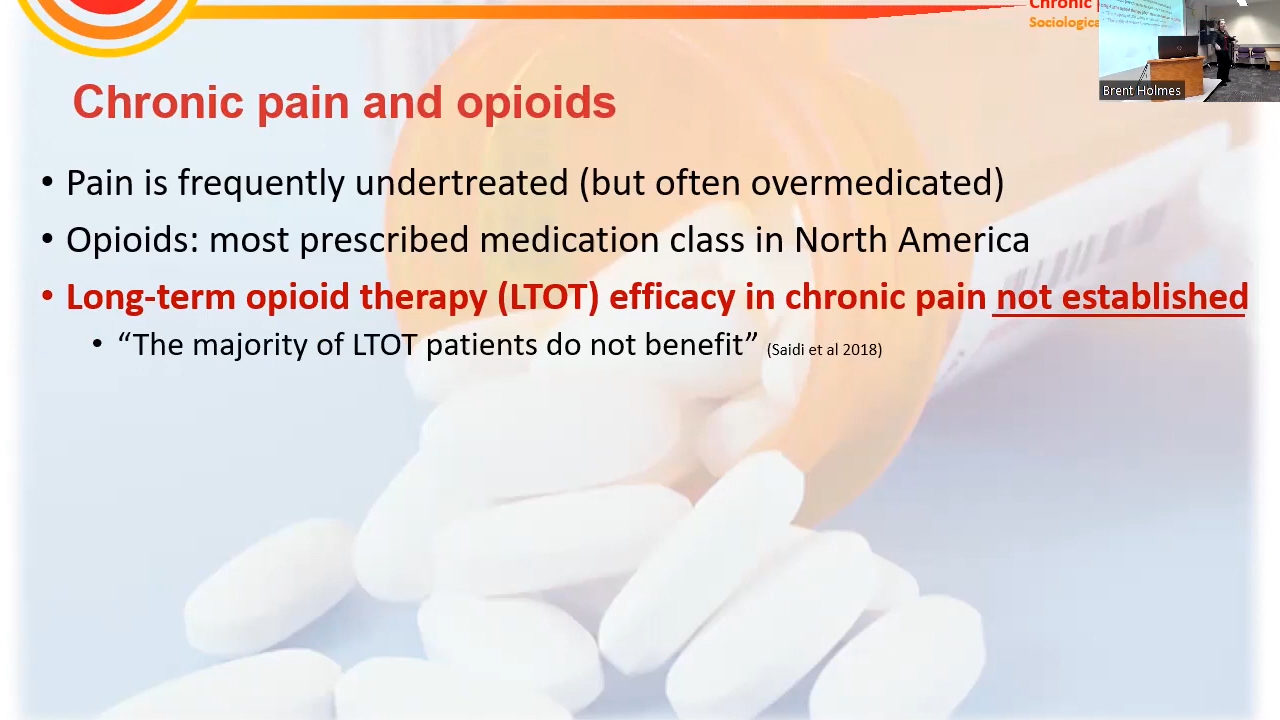 Chronic
Sociologica
Brent Holmes
Chronic pain and opioids
• Pain is frequently undertreated (but often overmedicated)
• Opioids: most prescribed medication class in North America
• Long-term opioid therapy (LTOT) efficacy in chronic pain not established
• “The majority of LTOT patients do not benefit” (Saidi et al 2018)